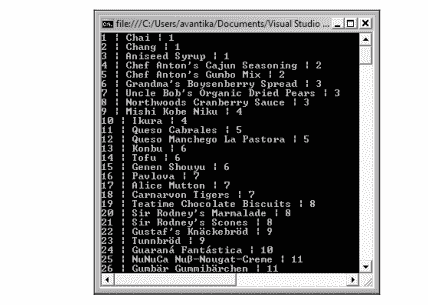 file:///C:/Users/avantika/Documents/Visual Studio ...
1 | Chai | 1
2 | Chang | 1
3 | Aniseed Syrup | 1
4 | Chef Anton's Cajun Seasoning | 2
5 | Chef Anton's Gumbo Mix | 2
6 | Grandma's Boysenberry Spread | 3
7 | Uncle Bob's Organic Dried Pears | 3
8 | Northwoods Cranberry Sauce | 3
9 | Mishi Kobe Niku | 4
10 | Ikura | 4
11 | Queso Cabrales | 5
12 | Queso Manchego La Pastora | 5
13 | Konbu | 6
14 | Tofu | 6
15 | Genen Shouyu | 6
16 | Pavlova | 7
17 | Alice Mutton | 7
18 | Carnarvon Tigers | 7
19 | Teatime Chocolate Biscuits | 8
20 | Sir Rodney's Marmalade | 8
21 | Sir Rodney's Scones | 8
22 | Gustaf's Knäckebröd | 9
23 | Tunnbröd | 9
24 | Guaraná Fantástica | 10
25 | NuNuCa Nuß-Nougat-Creme | 11
26 | Gumbär Gummibärchen | 11